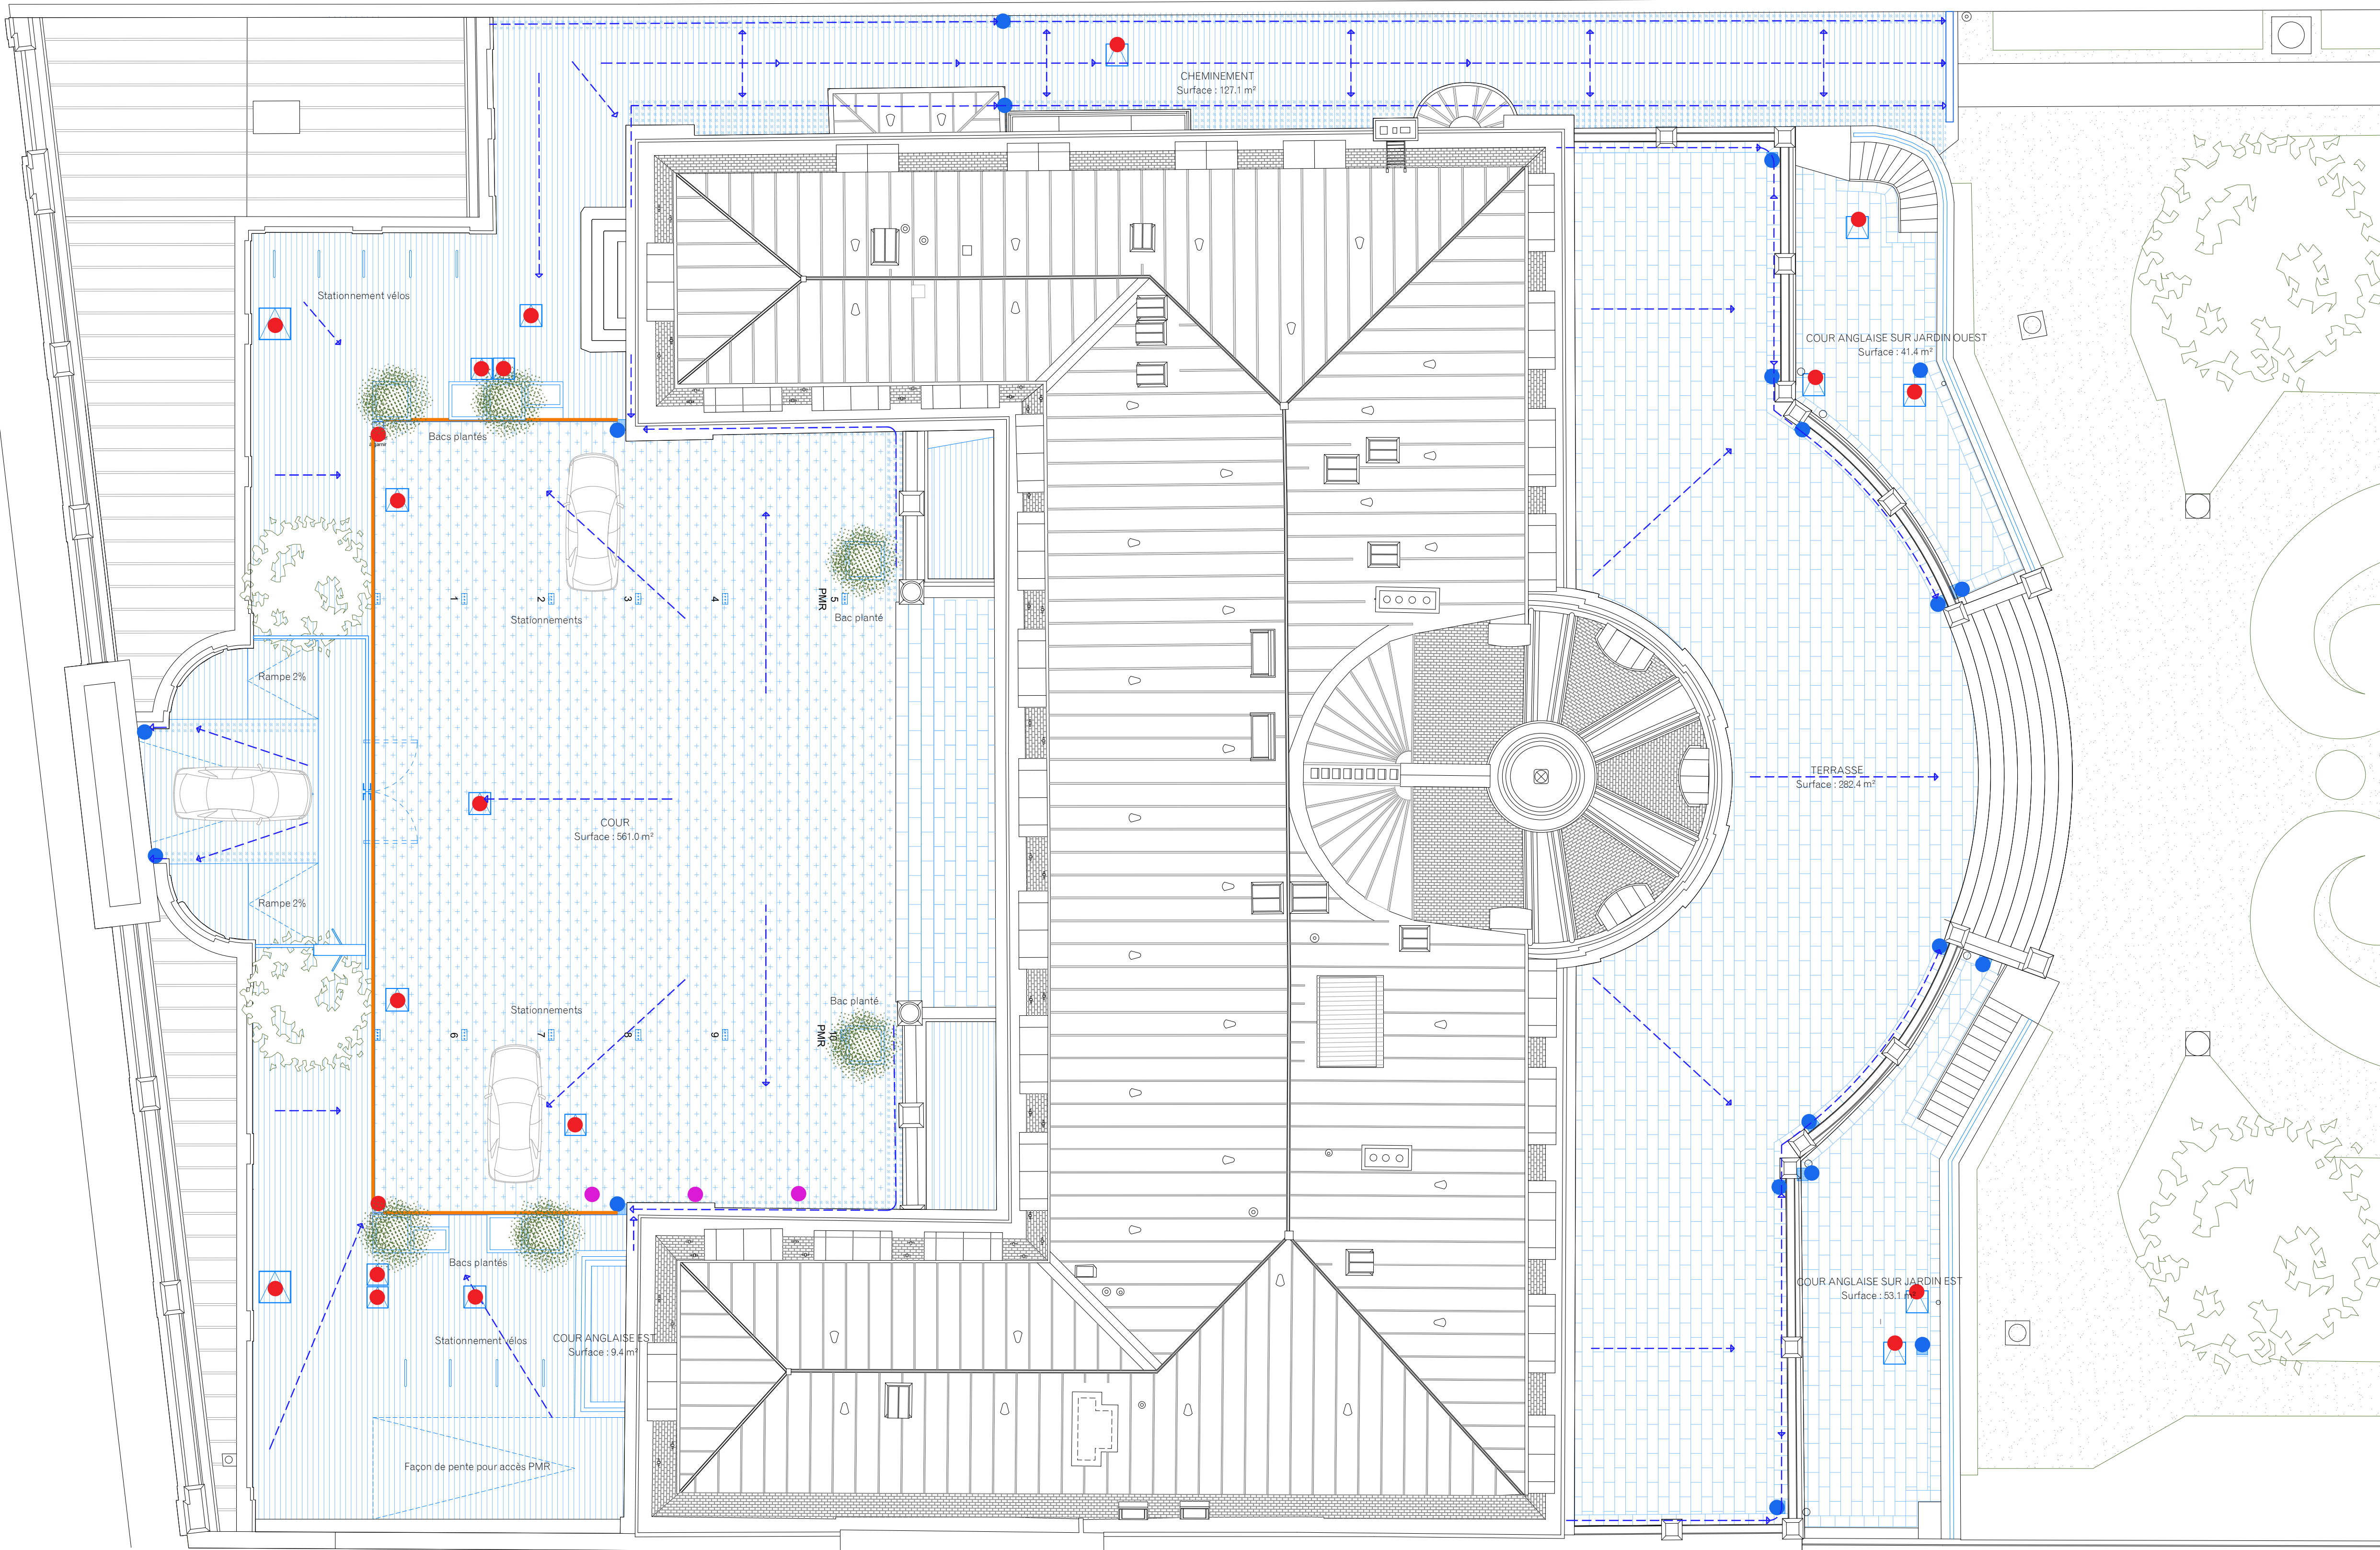 CHEMINEMENT
Surface : 127.1 m²
Stationnement vélos
COUR ANGLAISE SUR JARDIN OUEST
Surface : 41.4 m²
Bacs plantés
1
2
3
4
5
PMR
Stationnements
Bac planté
Rampe 2%
TERRASSE
Surface : 282.4 m²
COUR
Surface : 561.0 m²
Rampe 2%
Bac planté
Stationnements
6
7
8
9
10
PMR
Bacs plantés
COUR ANGLAISE SUR JARDIN EST
Surface : 53.1 m²
Stationnement vélos
COUR ANGLAISE EST
Surface : 9.4 m²
Façon de pente pour accès PMR